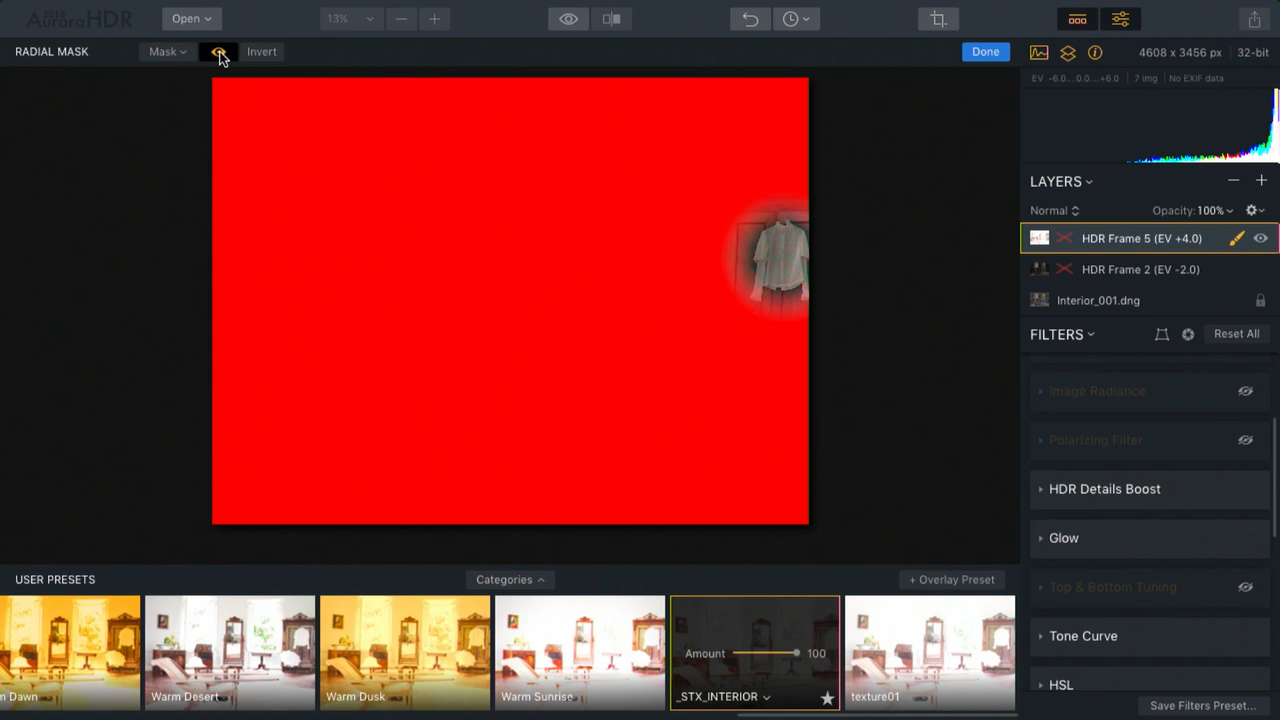 2018
AuroraHDR
Open
13%
RADIAL MASK
Mask
Invert
Done
4608 x 3456 px
32-bit
EV -6.0....0.0....+6.0
7 img
No EXIF data
LAYERS
Normal
Opacity: 100%
HDR Frame 5 (EV +4.0)
HDR Frame 2 (EV -2.0)
Interior_001.dng
FILTERS
Reset All
Image Radiance
Polarizing Filter
HDR Details Boost
Glow
Top & Bottom Tuning
Tone Curve
HSL
Save Filters Preset...
USER PRESETS
Categories
+ Overlay Preset
m Dawn
Warm Desert
Warm Dusk
Warm Sunrise
Amount
100
_STX_INTERIOR
texture01